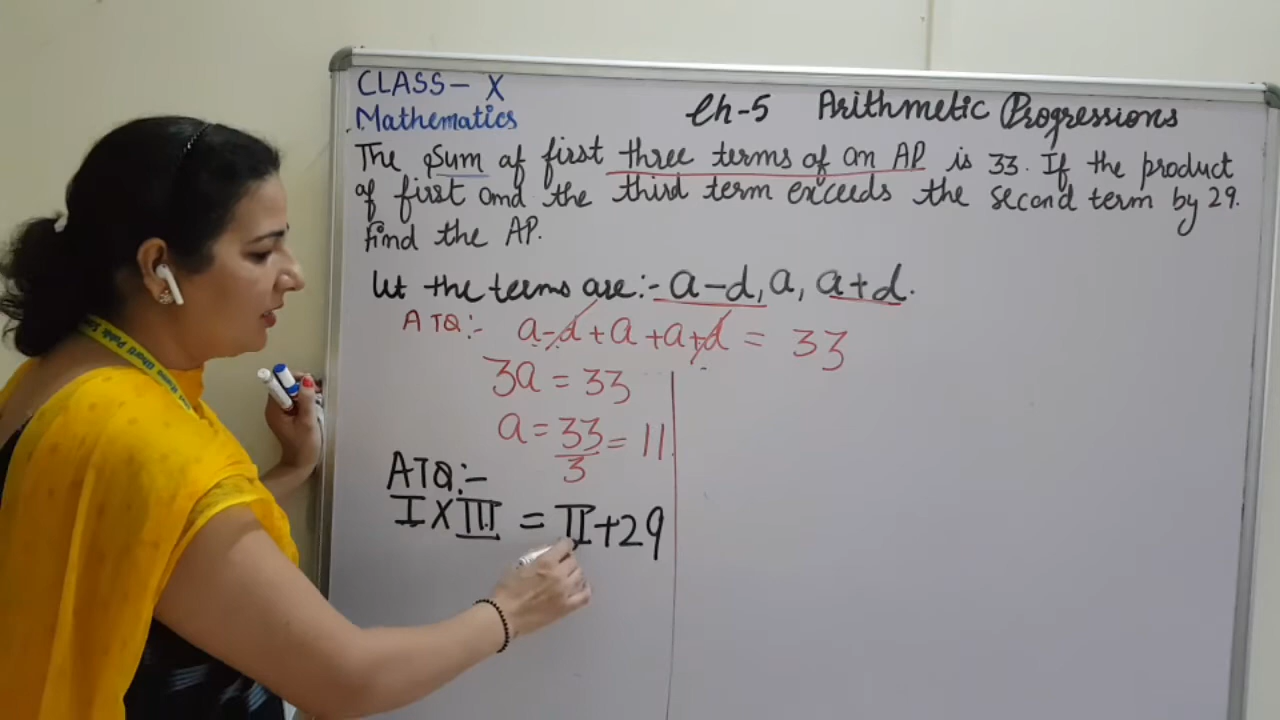 CLASS- X
Mathematics
Ch-5 Arithmetic Progressions
The Sum of first three terms of an AP is 33. If the product
of first and the third term exceeds the second term by 29.
find the AP.
let the terms are:- a-d, a, a+d.
ATQ:- a-d+a+a+d = 33
3a = 33
a = 33/3 = 11
ATQ:-
I X III = II+29